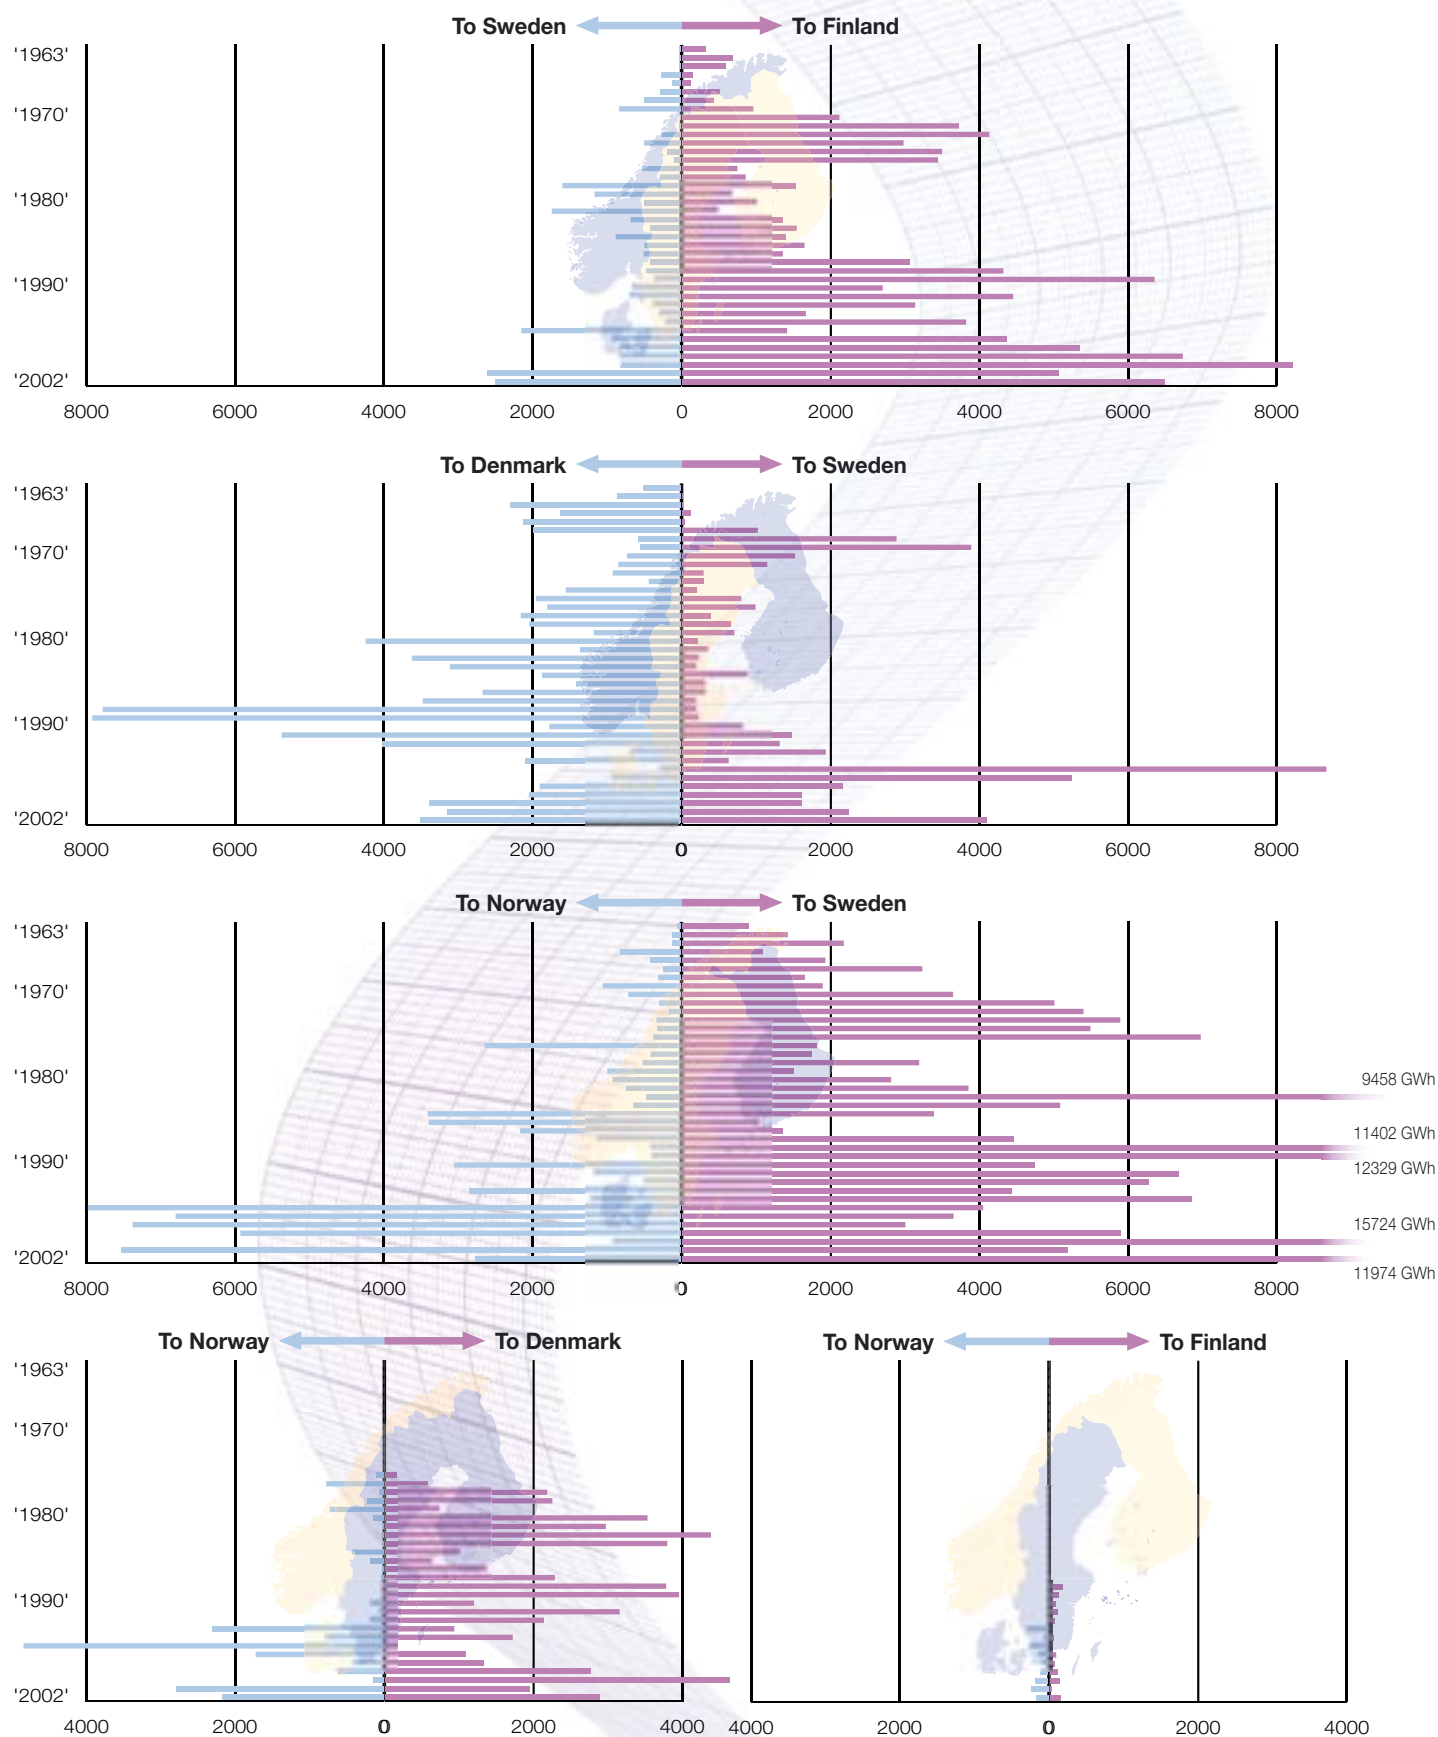 To Sweden To Finland
'1963'
'1970'
'1980'
'1990'
'2002'
8000 6000 4000 2000 0 2000 4000 6000 8000
To Denmark To Sweden
'1963'
'1970'
'1980'
'1990'
'2002'
8000 6000 4000 2000 0 2000 4000 6000 8000
To Norway To Sweden
'1963'
'1970'
'1980'
9458 GWh
11402 GWh
'1990'
12329 GWh
15724 GWh
'2002'
11974 GWh
8000 6000 4000 2000 0 2000 4000 6000 8000
To Norway To Denmark To Norway To Finland
'1963'
'1970'
'1980'
'1990'
'2002'
4000 2000 0 2000 4000 4000 2000 0 2000 4000